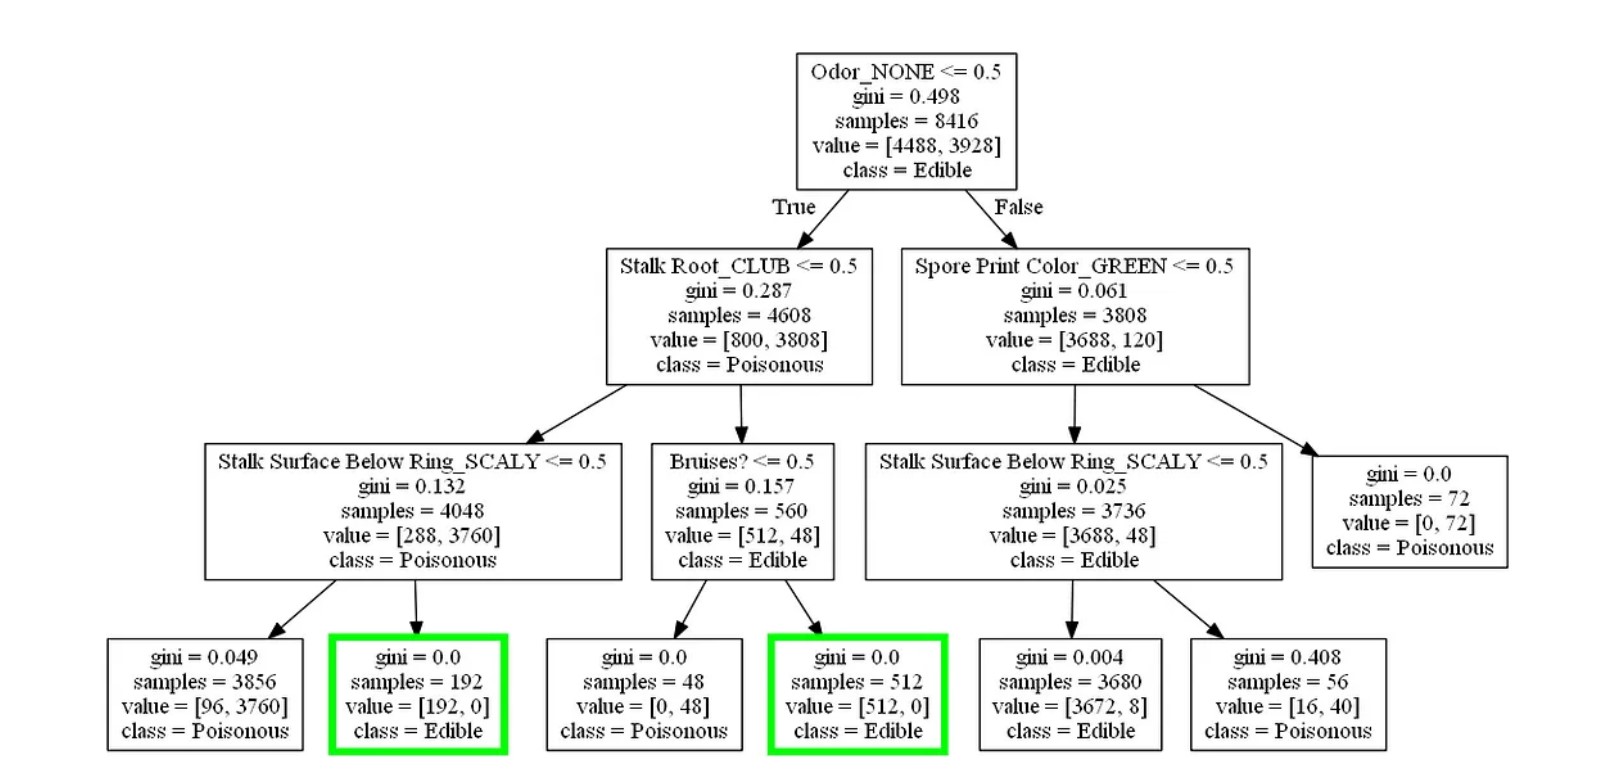 Odor_NONE <= 0.5
gini = 0.498
samples = 8416
value = [4488, 3928]
class = Edible
True
False
Stalk Root_CLUB <= 0.5
gini = 0.287
samples = 4608
value = [800, 3808]
class = Poisonous
Spore Print Color_GREEN <= 0.5
gini = 0.061
samples = 3808
value = [3688, 120]
class = Edible
Stalk Surface Below Ring_SCALY <= 0.5
gini = 0.132
samples = 4048
value = [288, 3760]
class = Poisonous
Bruises? <= 0.5
gini = 0.157
samples = 560
value = [512, 48]
class = Edible
Stalk Surface Below Ring_SCALY <= 0.5
gini = 0.025
samples = 3736
value = [3688, 48]
class = Edible
gini = 0.0
samples = 72
value = [0, 72]
class = Poisonous
gini = 0.049
samples = 3856
value = [96, 3760]
class = Poisonous
gini = 0.0
samples = 192
value = [192, 0]
class = Edible
gini = 0.0
samples = 48
value = [0, 48]
class = Poisonous
gini = 0.0
samples = 512
value = [512, 0]
class = Edible
gini = 0.004
samples = 3680
value = [3672, 8]
class = Edible
gini = 0.408
samples = 56
value = [16, 40]
class = Poisonous